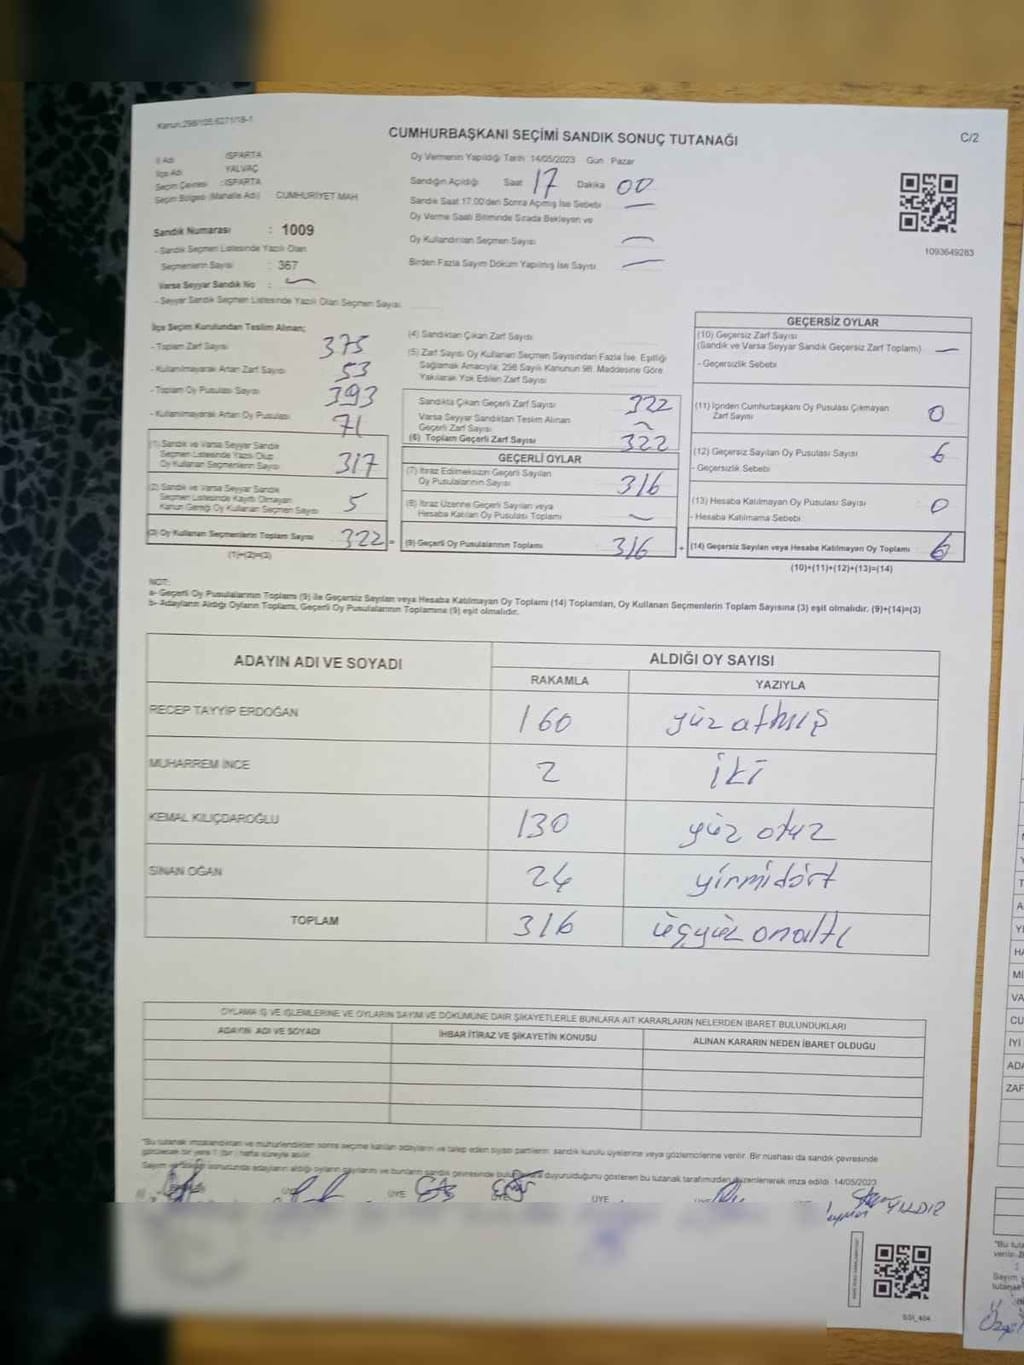 Kanun:298/105,6271/18-1
CUMHURBAŞKANI SEÇİMİ SANDIK SONUÇ TUTANAĞI
C/2
İl Adı : ISPARTA
İlçe Adı : YALVAÇ
Seçim Çevresi : ISPARTA
Seçim Bölgesi (Mahalle Adı) CUMHURİYET MAH
Sandık Numarası : 1009
- Sandık Seçmen Listesinde Yazılı Olan
Seçmenlerin Sayısı : 367
Varsa Seyyar Sandık No :
- Seyyar Sandık Seçmen Listesinde Yazılı Olan Seçmen Sayısı
Oy Vermenin Yapıldığı Tarih 14/05/2023 Gün Pazar
Sandığın Açıldığı Saat 17 Dakika 00
Sandık Saat 17.00'den Sonra Açılmış İse Sebebi
Oy Verme Saati Bitiminde Sırada Bekleyen ve
Oy Kullandırılan Seçmen Sayısı
Birden Fazla Sayım Döküm Yapılmış İse Sayısı
1093649283
İlçe Seçim Kurulundan Teslim Alınan;
- Toplam Zarf Sayısı 375
- Kullanılmayarak Artan Zarf Sayısı 53
- Toplam Oy Pusulası Sayısı 393
- Kullanılmayarak Artan Oy Pusulası 71
(1) Sandık ve Varsa Seyyar Sandık
Seçmen Listesinde Yazılı Olup
Oy Kullanan Seçmenlerin Sayısı 317
(2) Sandık ve Varsa Seyyar Sandık
Seçmen Listesinde Kayıtlı Olmayan
Kanun Gereği Oy Kullanan Seçmen Sayısı 5
(3) Oy Kullanan Seçmenlerin Toplam Sayısı 322 =
(1)+(2)=(3)
(4) Sandıktan Çıkan Zarf Sayısı
(5) Zarf Sayısı Oy Kullanan Seçmen Sayısından Fazla İse, Eşitliği
Sağlamak Amacıyla; 298 Sayılı Kanunun 98. Maddesine Göre
Yakılarak Yok Edilen Zarf Sayısı
Sandıkta Çıkan Geçerli Zarf Sayısı 322
Varsa Seyyar Sandıktan Teslim Alınan
Geçerli Zarf Sayısı
(6) Toplam Geçerli Zarf Sayısı 322
GEÇERLİ OYLAR
(7) İtiraz Edilmeksizin Geçerli Sayılan
Oy Pusulalarının Sayısı 316
(8) İtiraz Üzerine Geçerli Sayılan veya
Hesaba Katılan Oy Pusulası Toplamı
(9) Geçerli Oy Pusulalarının Toplamı 316 +
GEÇERSİZ OYLAR
(10) Geçersiz Zarf Sayısı
(Sandık ve Varsa Seyyar Sandık Geçersiz Zarf Toplamı)
- Geçersizlik Sebebi
(11) İçinden Cumhurbaşkanı Oy Pusulası Çıkmayan
Zarf Sayısı 0
(12) Geçersiz Sayılan Oy Pusulası Sayısı 6
- Geçersizlik Sebebi
(13) Hesaba Katılmayan Oy Pusulası Sayısı 0
- Hesaba Katılmama Sebebi
(14) Geçersiz Sayılan veya Hesaba Katılmayan Oy Toplamı 6
(10)+(11)+(12)+(13)=(14)
NOT:
a- Geçerli Oy Pusulalarının Toplamı (9) ile Geçersiz Sayılan veya Hesaba Katılmayan Oy Toplamı (14) Toplamları, Oy Kullanan Seçmenlerin Toplam Sayısına (3) eşit olmalıdır. (9)+(14)=(3)
b- Adayların Aldığı Oyların Toplamı, Geçerli Oy Pusulalarının Toplamına (9) eşit olmalıdır.
ADAYIN ADI VE SOYADI
ALDIĞI OY SAYISI
RAKAMLA YAZIYLA
RECEP TAYYİP ERDOĞAN 160 yüz atmış
MUHARREM İNCE 2 iki
KEMAL KILIÇDAROĞLU 130 yüz otuz
SİNAN OĞAN 24 yirmidört
TOPLAM 316 üçyüz onaltı
OYLAMA İŞ VE İŞLEMLERİNE VE OYLARIN SAYIM VE DÖKÜMÜNE DAİR ŞİKAYETLERLE BUNLARA AİT KARARLARIN NELERDEN İBARET BULUNDUKLARI
ADAYIN ADI VE SOYADI İHBAR İTİRAZ VE ŞİKAYETİN KONUSU ALINAN KARARIN NEDEN İBARET OLDUĞU
"Bu tutanak imzalandıktan ve mühürlendikten sonra seçime katılan adayların ve talep eden siyasi partilerin sandık kurulu üyelerine veya gözlemcilerine verilir. Bir nüshası da sandık çevresinde
görülecek bir yere 1 (bir) hafta süreyle asılır.
Sayım ve döküm sonucunda adayların aldığı oyların sayılarını ve bunların sandık çevresinde duyurulduğunu gösteren bu tutanak tarafımızdan düzenlenerek imza edildi. 14/05/2023
ÜYE ÜYE ÜYE ÜYE
YILDIZ